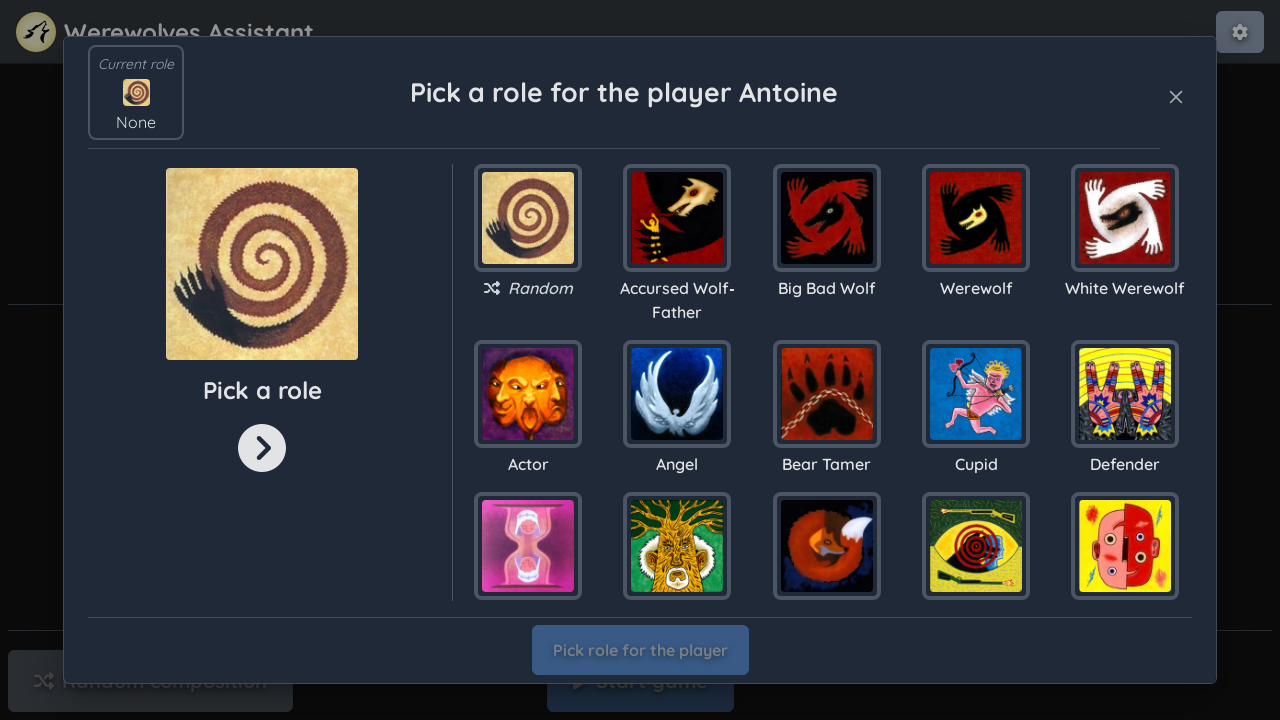 Werewolves Assistant
Current role
None
Pick a role for the player Antoine
Pick a role
Random
Accursed Wolf-
Father
Big Bad Wolf
Werewolf
White Werewolf
Actor
Angel
Bear Tamer
Cupid
Defender
Pick role for the player
Random composition
Start game